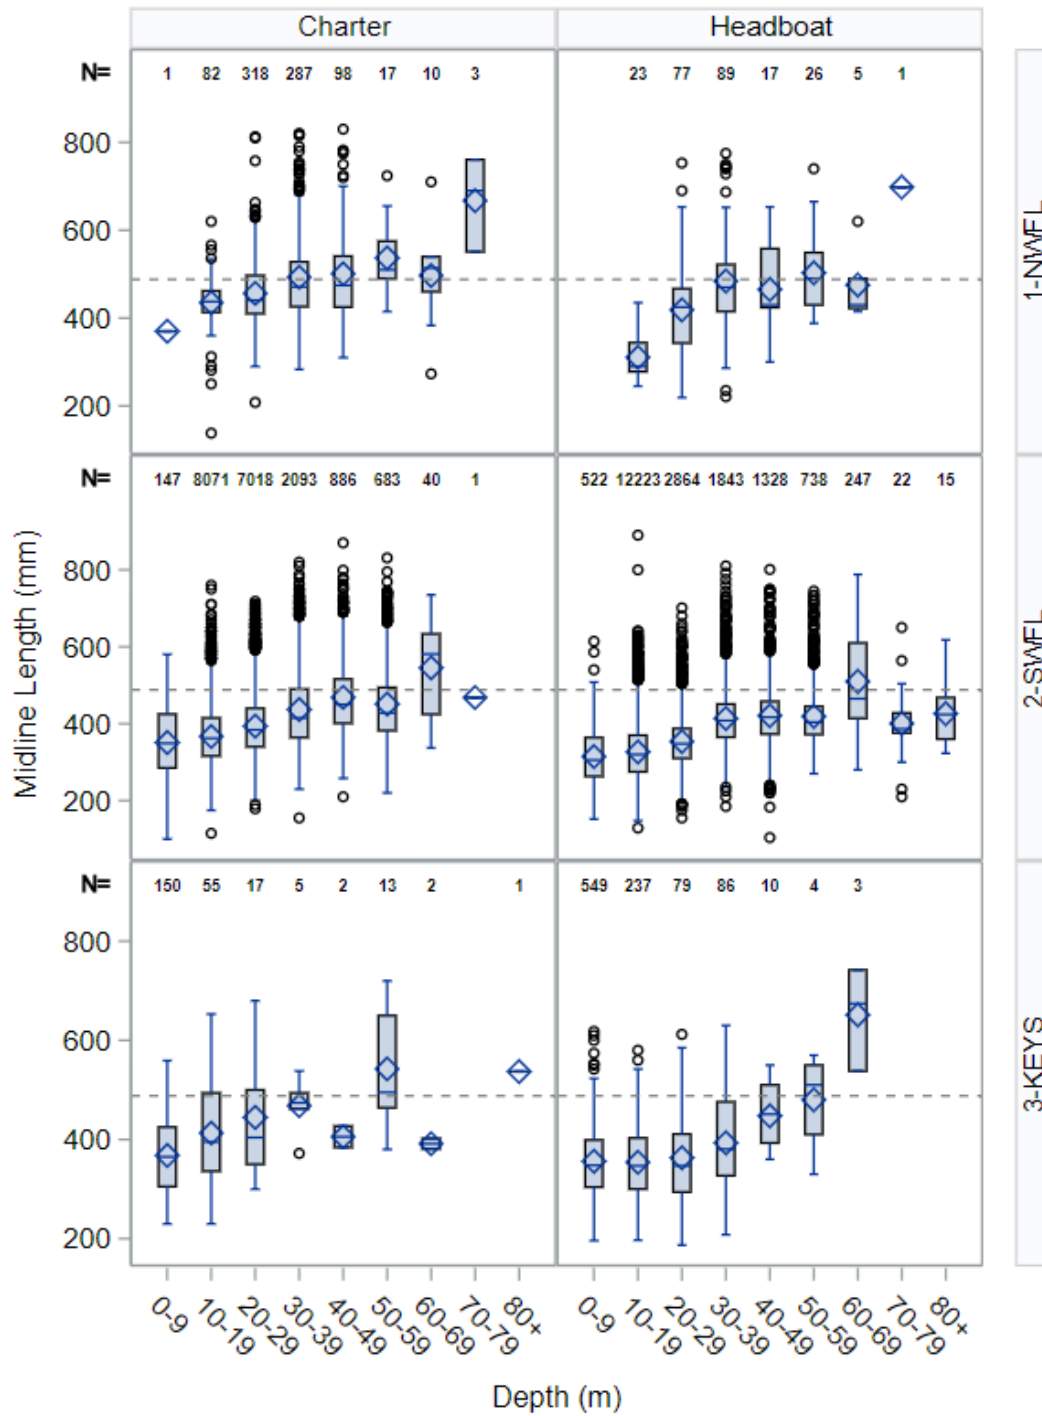 Charter Headboat
N= 1 82 318 287 98 17 10 3 23 77 89 17 26 5 1
800
600
400
200
1-NWFL
N= 147 8071 7018 2093 886 683 40 1 522 12223 2864 1843 1328 738 247 22 15
800
600
400
200
2-SWFL
Midline Length (mm)
N= 150 55 17 5 2 13 2 1 549 237 79 86 10 4 3
800
600
400
200
3-KEYS
0-9 10-19 20-29 30-39 40-49 50-59 60-69 70-79 80+ 0-9 10-19 20-29 30-39 40-49 50-59 60-69 70-79 80+
Depth (m)